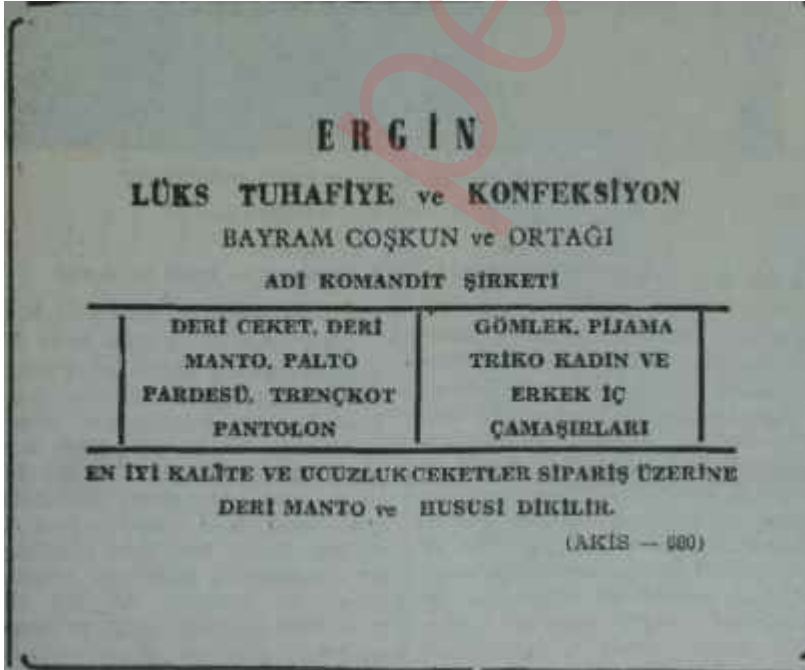 ERGİN
LÜKS TUHAFİYE ve KONFEKSİYON
BAYRAM COŞKUN ve ORTAĞI
ADİ KOMANDİT ŞİRKETİ
DERİ CEKET, DERİ
MANTO, PALTO
PARDESÜ, TRENÇKOT
PANTOLON
GÖMLEK, PİJAMA
TRİKO KADIN VE
ERKEK İÇ
ÇAMAŞIRLARI
EN İYİ KALİTE VE UCUZLUK CEKETLER SİPARİŞ ÜZERİNE
DERİ MANTO ve HUSUSİ DİKİLİR.
(AKİS —
pe